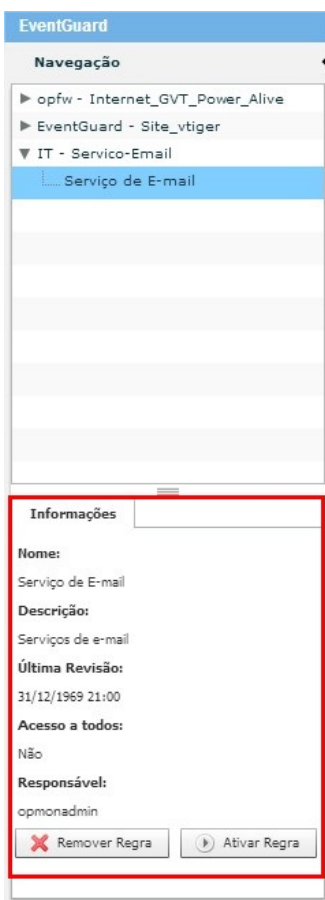 EventGuard
Navegação
opfw - Internet_GVT_Power_Alive
EventGuard - Site_vtiger
IT - Servico-Email
Serviço de E-mail
Informações
Nome:
Serviço de E-mail
Descrição:
Serviços de e-mail
Última Revisão:
31/12/1969 21:00
Acesso a todos:
Não
Responsável:
opmonadmin
Remover Regra Ativar Regra